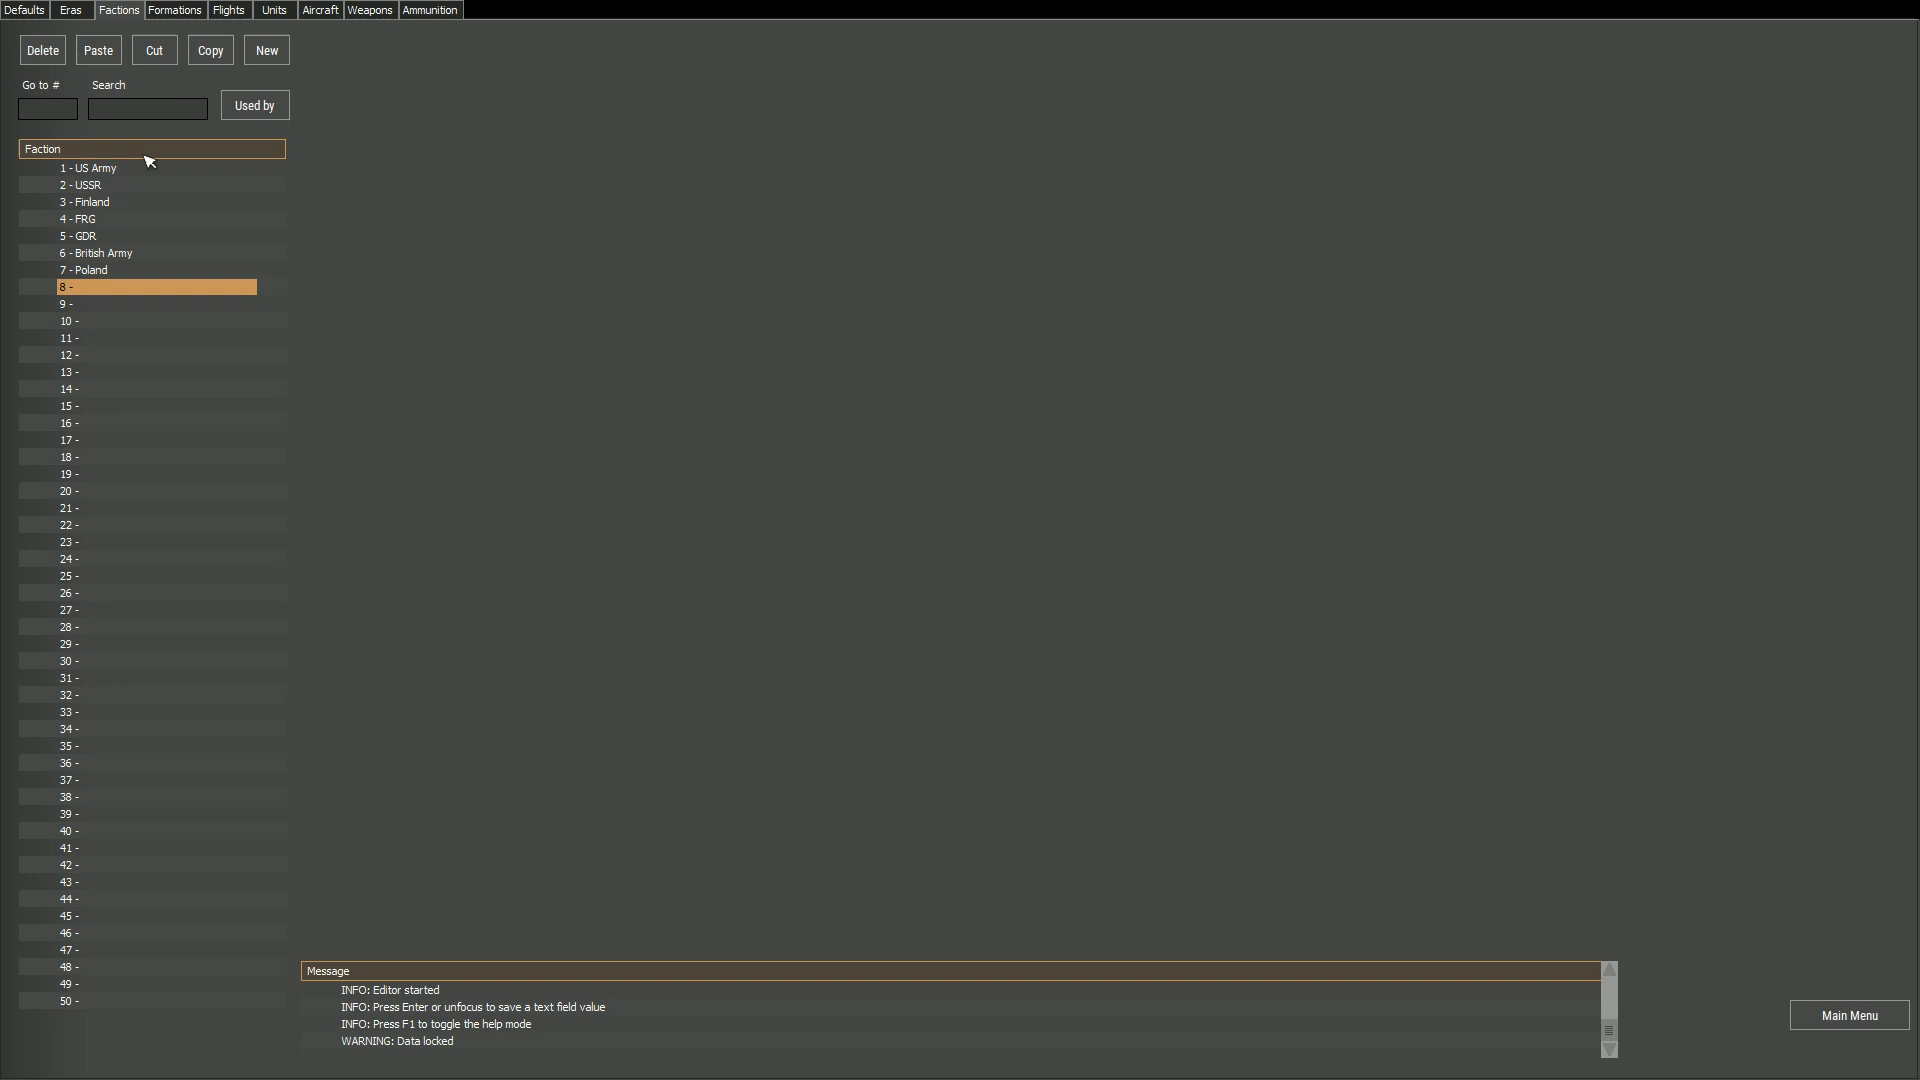 Defaults Eras Factions Formations Flights Units Aircraft Weapons Ammunition
Delete Paste Cut Copy New
Go to # Search
Used by
Faction
1 - US Army
2 - USSR
3 - Finland
4 - FRG
5 - GDR
6 - British Army
7 - Poland
8 -
9 -
10 -
11 -
12 -
13 -
14 -
15 -
16 -
17 -
18 -
19 -
20 -
21 -
22 -
23 -
24 -
25 -
26 -
27 -
28 -
29 -
30 -
31 -
32 -
33 -
34 -
35 -
36 -
37 -
38 -
39 -
40 -
41 -
42 -
43 -
44 -
45 -
46 -
47 -
48 -
49 -
50 -
Message
INFO: Editor started
INFO: Press Enter or unfocus to save a text field value
INFO: Press F1 to toggle the help mode
WARNING: Data locked
Main Menu